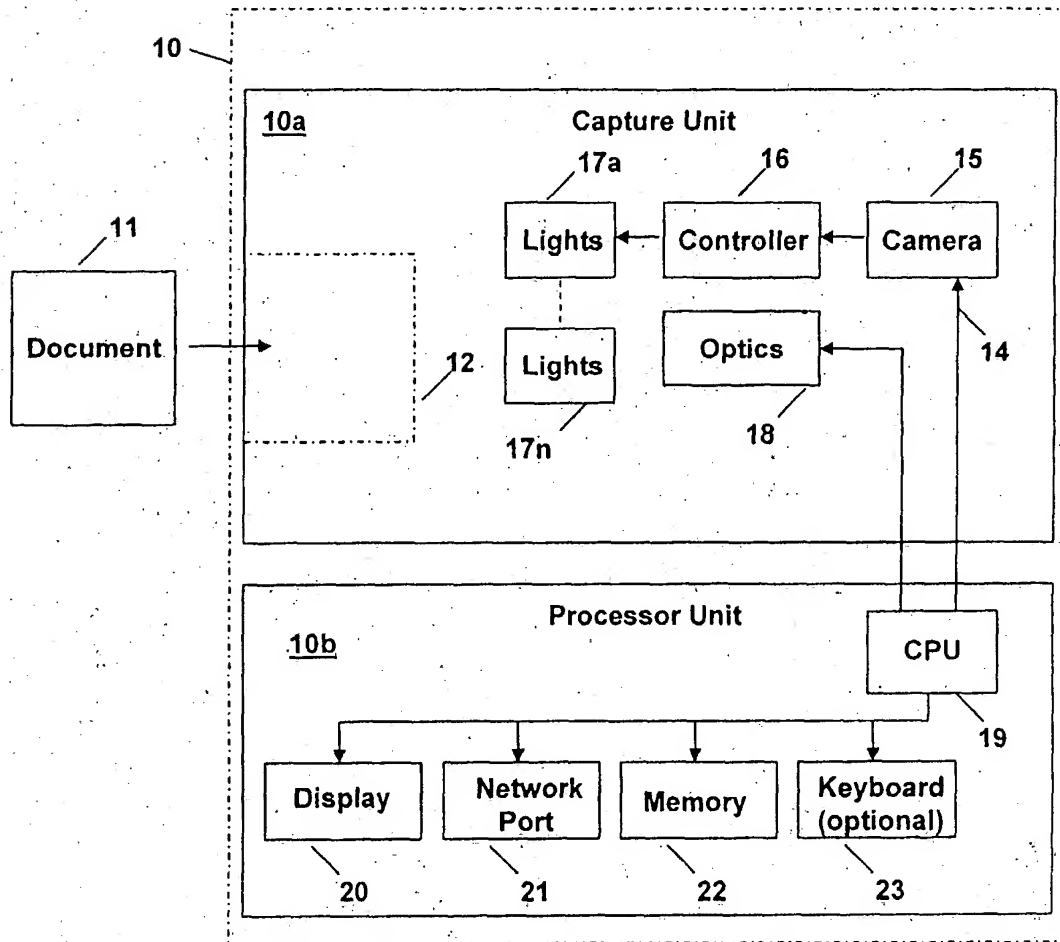 10
10a
Capture Unit
17a
16
15
11
Lights
Controller
Camera
Document
12
Lights
Optics
14
17n
18
Processor Unit
10b
CPU
19
Display
Network
Port
Memory
Keyboard
(optional)
20
21
22
23